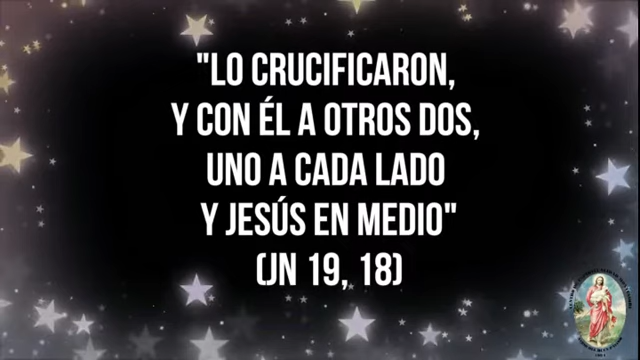 "LO CRUCIFICARON,
Y CON ÉL A OTROS DOS,
UNO A CADA LADO
Y JESÚS EN MEDIO"
(JN 19, 18)